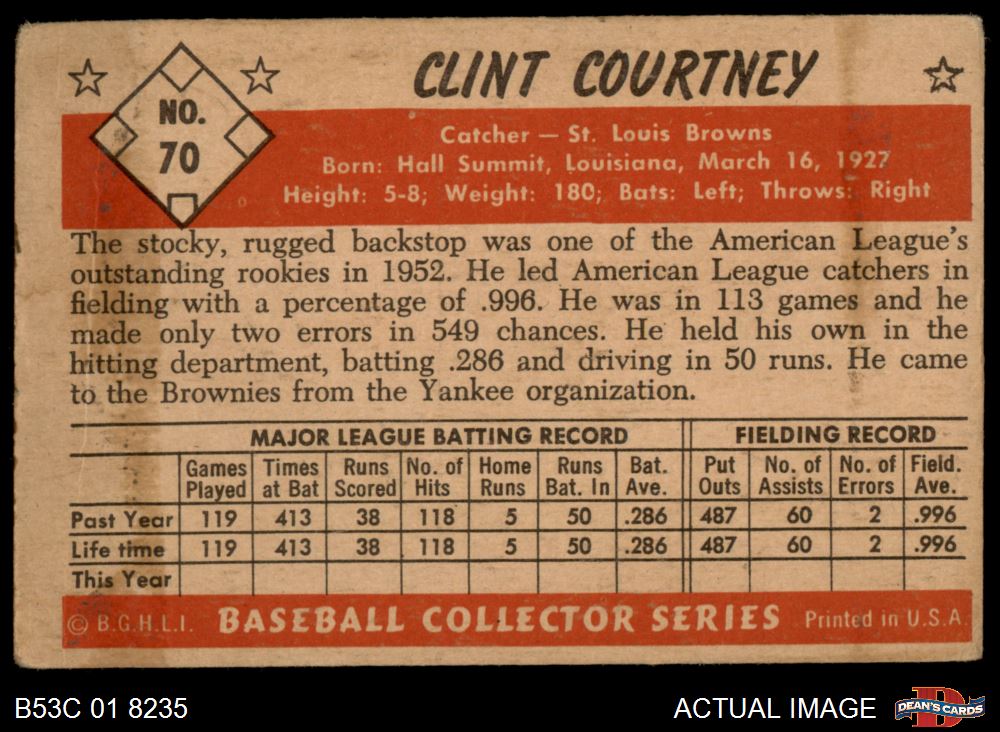 CLINT COURTNEY
NO.
70
Catcher — St. Louis Browns
Born: Hall Summit, Louisiana, March 16, 1927
Height: 5-8; Weight: 180; Bats: Left; Throws: Right
The stocky, rugged backstop was one of the American League's
outstanding rookies in 1952. He led American League catchers in
fielding with a percentage of .996. He was in 113 games and he
made only two errors in 549 chances. He held his own in the
hitting department, batting .286 and driving in 50 runs. He came
to the Brownies from the Yankee organization.
MAJOR LEAGUE BATTING RECORD FIELDING RECORD
Games Times Runs No. of Home Runs Bat. Put No. of No. of Field.
Played at Bat Scored Hits Runs Bat. In Ave. Outs Assists Errors Ave.
Past Year 119 413 38 118 5 50 .286 487 60 2 .996
Life time 119 413 38 118 5 50 .286 487 60 2 .996
This Year
© B.G.H.L.I. BASEBALL COLLECTOR SERIES Printed in U.S.A.
B53C 01 8235 ACTUAL IMAGE DEAN'S CARDS